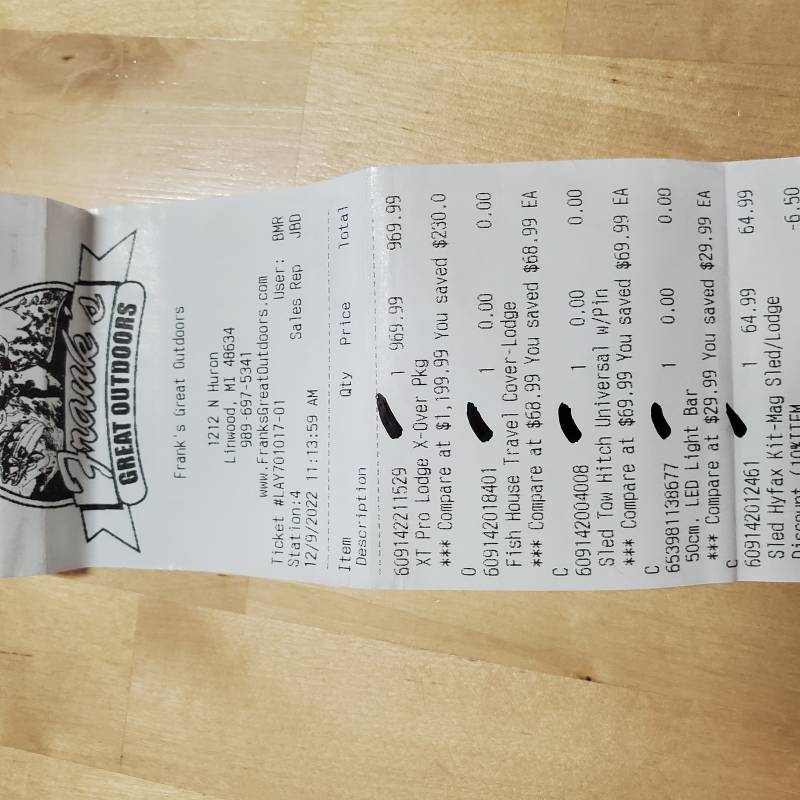 Frank's
GREAT OUTDOORS
Frank's Great Outdoors
1212 N Huron
Linwood, MI 48634
989-697-5341
www.FranksGreatOutdoors.com
Ticket #LAY701017-01 User: BMR
Station:4 Sales Rep JBD
12/9/2022 11:13:59 AM
Item Qty Price Total
Description
609142211529 1 969.99 969.99
XT Pro Lodge X-Over Pkg
*** Compare at $1,199.99 You saved $230.0
0
609142018401 1 0.00 0.00
Fish House Travel Cover-Lodge
*** Compare at $68.99 You saved $68.99 EA
C
609142004008 1 0.00 0.00
Sled Tow Hitch Universal w/Pin
*** Compare at $69.99 You saved $69.99 EA
C
653981138677 1 0.00 0.00
50cm, LED Light Bar
*** Compare at $29.99 You saved $29.99 EA
C
609142012461 1 64.99 64.99
Sled Hyfax Kit-Mag Sled/Lodge
Discount (10%ITEM -6.50